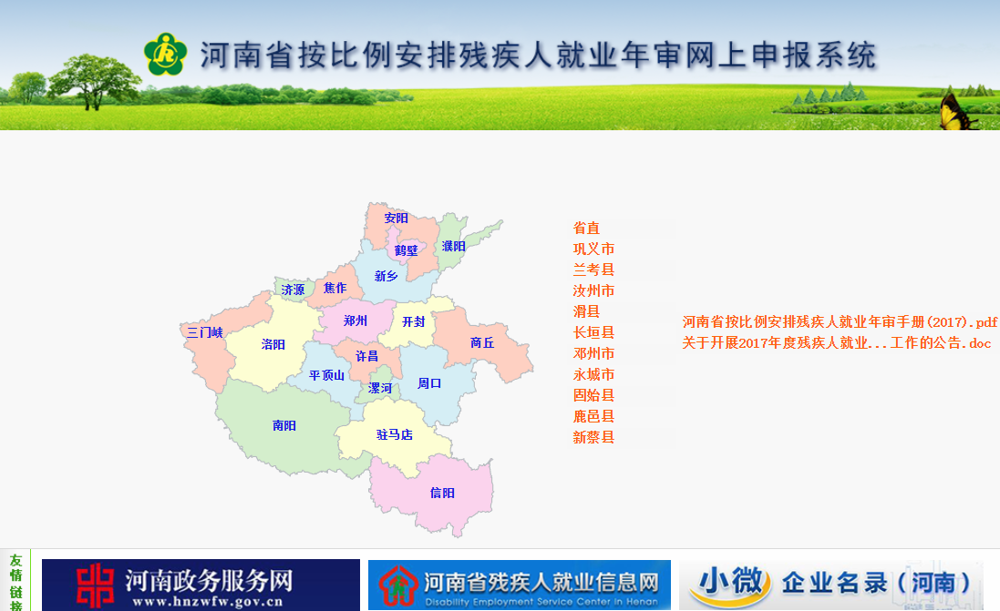 河南省按比例安排残疾人就业年审网上申报系统
安阳
鹤壁
濮阳
新乡
济源
焦作
三门峡
洛阳
郑州
开封
商丘
许昌
平顶山
漯河
周口
南阳
驻马店
信阳
省直
巩义市
兰考县
汝州市
滑县
长垣县
邓州市
永城市
固始县
鹿邑县
新蔡县
河南省按比例安排残疾人就业年审手册(2017).pdf
关于开展2017年度残疾人就业...工作的公告.doc
友情链接
河南政务服务网
www.hnzwfw.gov.cn
河南省残疾人就业信息网
Disability Employment Service Center in Henan
小微企业名录（河南）